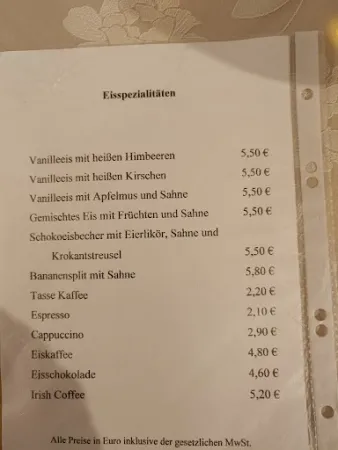 Eisspezialitäten
Vanilleeis mit heißen Himbeeren 5,50 €
Vanilleeis mit heißen Kirschen 5,50 €
Vanilleeis mit Apfelmus und Sahne 5,50 €
Gemischtes Eis mit Früchten und Sahne 5,50 €
Schokoeisbecher mit Eierlikör, Sahne und
Krokantstreusel 5,50 €
Bananensplit mit Sahne 5,80 €
Tasse Kaffee 2,20 €
Espresso 2,10 €
Cappuccino 2,90 €
Eiskaffee 4,80 €
Eisschokolade 4,60 €
Irish Coffee 5,20 €
Alle Preise in Euro inklusive der gesetzlichen MwSt.